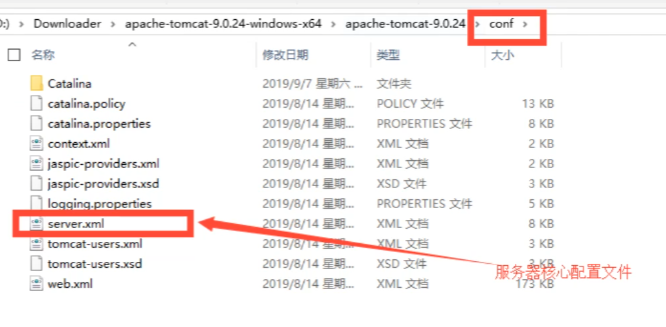 :) › Downloader › apache-tomcat-9.0.24-windows-x64 › apache-tomcat-9.0.24 › conf ›
名称 修改日期 类型 大小
Catalina 2019/9/7 星期六 ... 文件夹
catalina.policy 2019/8/14 星期... POLICY 文件 13 KB
catalina.properties 2019/8/14 星期... PROPERTIES 文件 8 KB
context.xml 2019/8/14 星期... XML 文档 2 KB
jaspic-providers.xml 2019/8/14 星期... XML 文档 2 KB
jaspic-providers.xsd 2019/8/14 星期... XSD 文件 3 KB
logging.properties 2019/8/14 星期... PROPERTIES 文件 5 KB
server.xml 2019/8/14 星期... XML 文档 8 KB
tomcat-users.xml 2019/8/14 星期... XML 文档 3 KB
tomcat-users.xsd 2019/8/14 星期... XSD 文件 3 KB
服务器核心配置文件
web.xml 2019/8/14 星期... XML 文档 173 KB